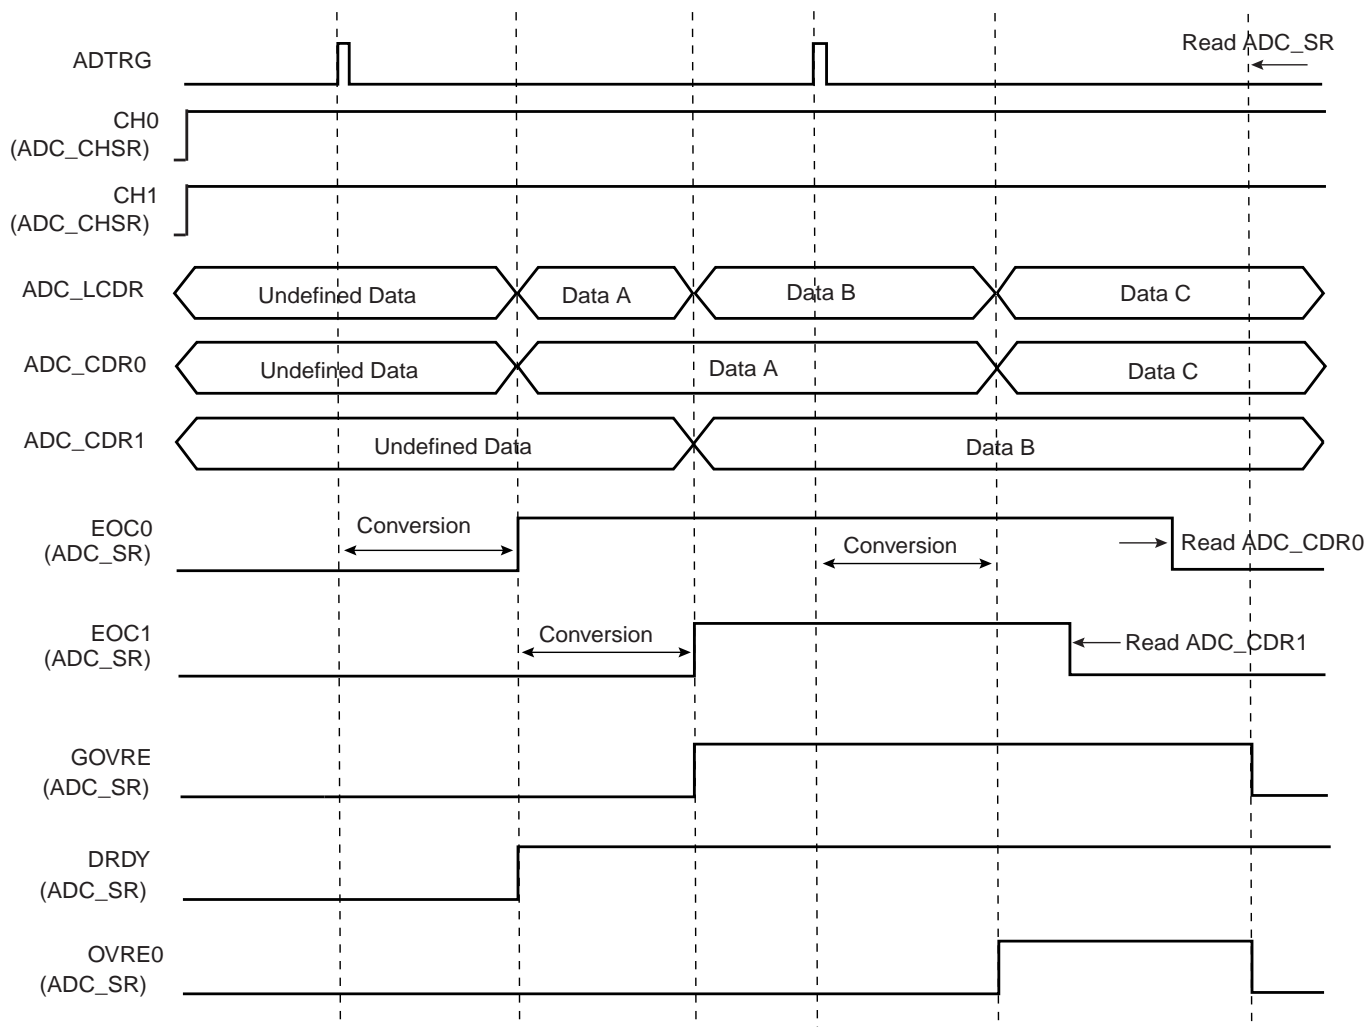 Read ADC_SR
ADTRG
CH0
(ADC_CHSR)
CH1
(ADC_CHSR)
ADC_LCDR
Undefined Data
Data A
Data B
Data C
ADC_CDR0
Undefined Data
Data A
Data C
ADC_CDR1
Undefined Data
Data B
EOC0
(ADC_SR)
Conversion
Conversion
Read ADC_CDR0
EOC1
(ADC_SR)
Conversion
Read ADC_CDR1
GOVRE
(ADC_SR)
DRDY
(ADC_SR)
OVRE0
(ADC_SR)